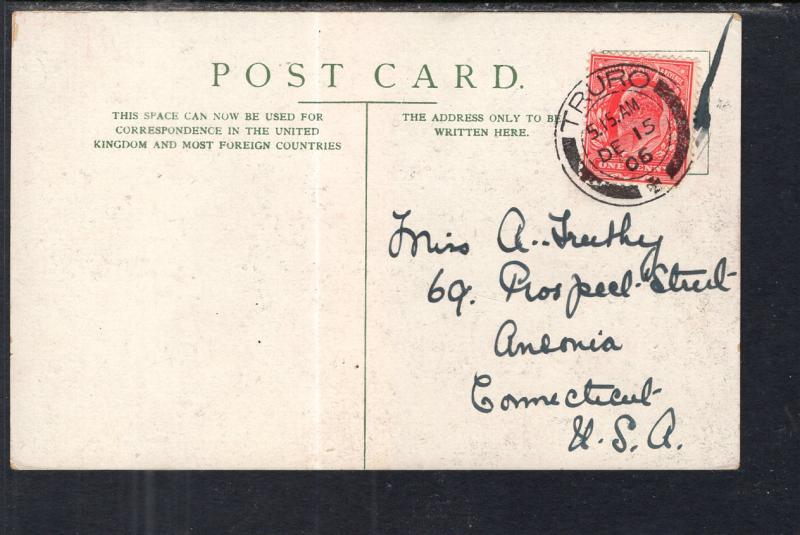 POST CARD.
THIS SPACE CAN NOW BE USED FOR
CORRESPONDENCE IN THE UNITED
KINGDOM AND MOST FOREIGN COUNTRIES
THE ADDRESS ONLY TO BE
WRITTEN HERE.
TRURO
5.15.AM
DE 15
06
ONE PENNY
Miss A. Treethy
69. Prospect Street
Ansonia
Connecticut
U.S.A.